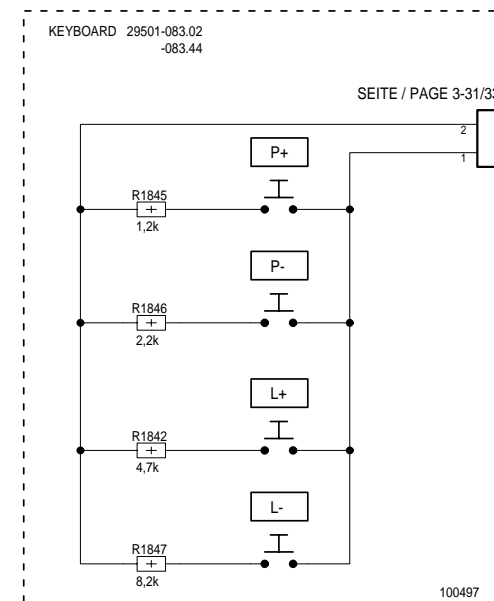 KEYBOARD 29501-083.02
-083.44
SEITE / PAGE 3-31/33
2
1
P+
R1845
1,2k
P-
R1846
2,2k
L+
R1842
4,7k
L-
R1847
8,2k
100497